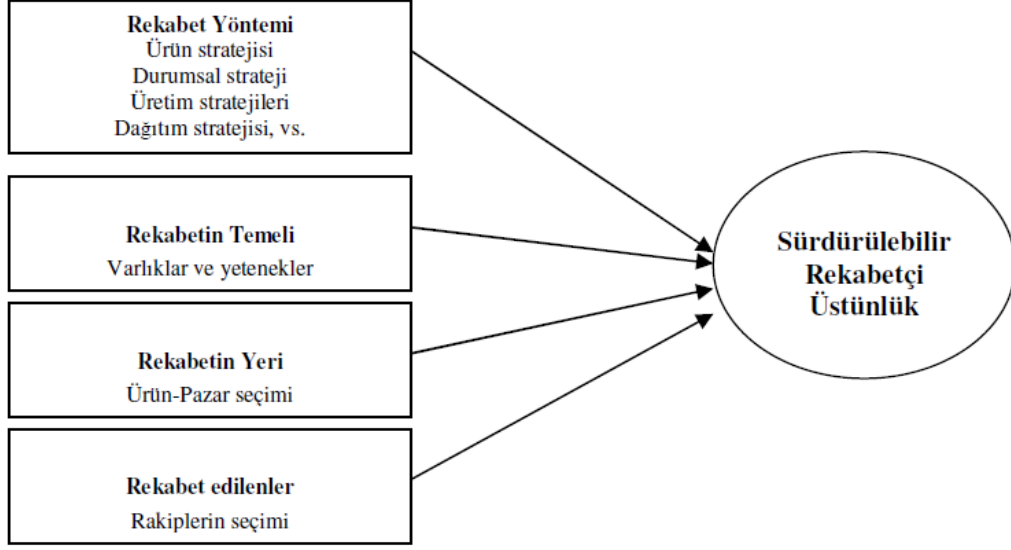 Rekabet Yöntemi
Ürün stratejisi
Durumsal strateji
Üretim stratejileri
Dağıtım stratejisi, vs.
Rekabetin Temeli
Varlıklar ve yetenekler
Rekabetin Yeri
Ürün-Pazar seçimi
Rekabet edilenler
Rakiplerin seçimi
Sürdürülebilir
Rekabetçi
Üstünlük